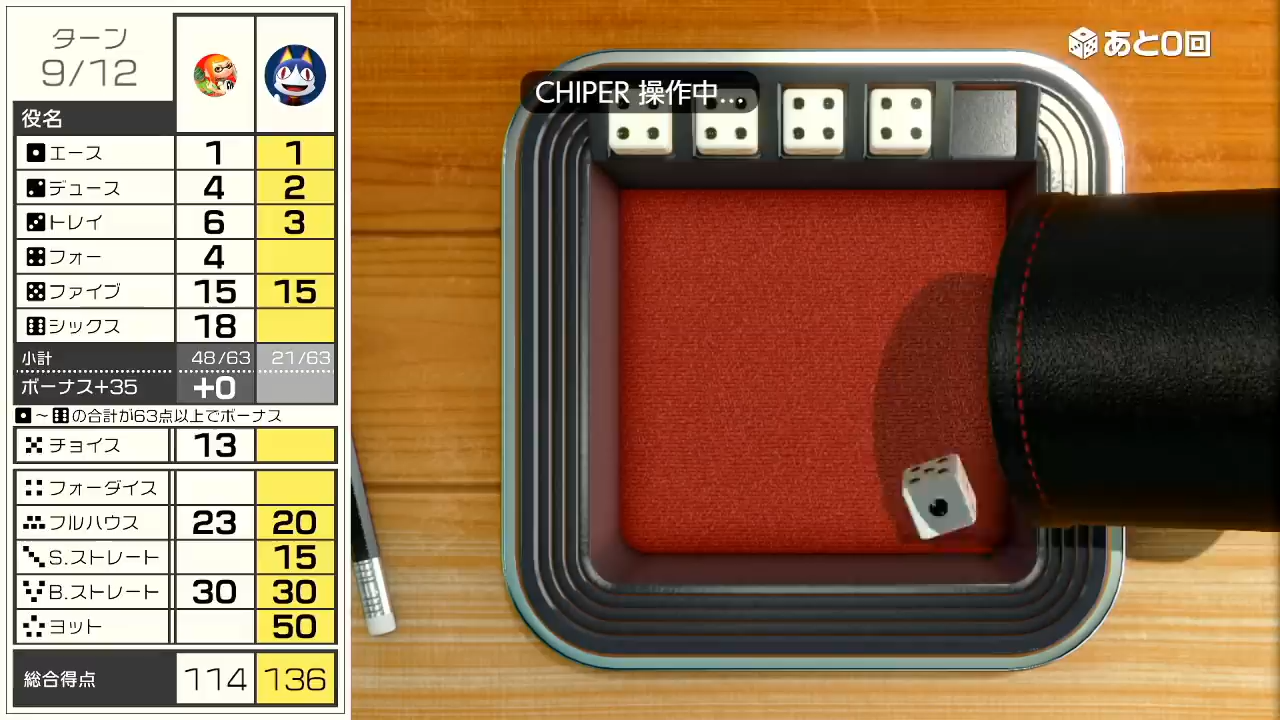 ターン
9/12
役名
エース 1 1
デュース 4 2
トレイ 6 3
フォー 4
ファイブ 15 15
シックス 18
小計 48/63 21/63
ボーナス+35 +0
~の合計が63点以上でボーナス
チョイス 13
フォーダイス
フルハウス 23 20
S.ストレート 15
B.ストレート 30 30
ヨット 50
総合得点 114 136
CHIPER 操作中...
あと0回